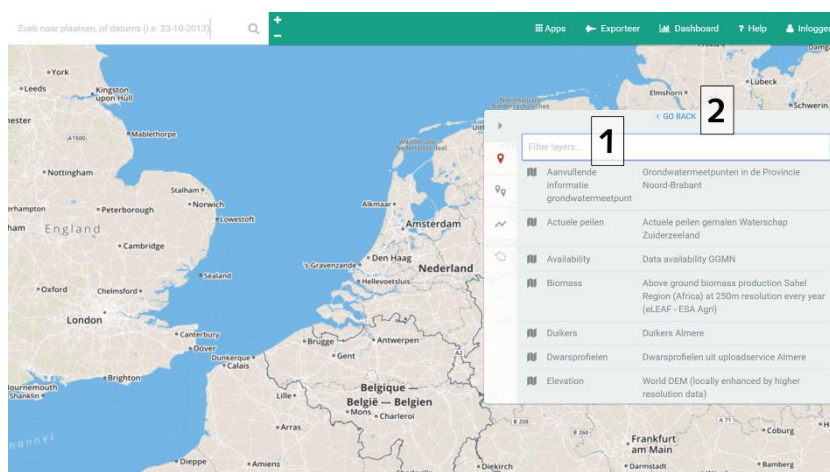 Zoek naar plaatsen, of datums (i.e. 23-10-2013)
+
−
Apps
Exporteer
Dashboard
? Help
Inloggen
York
Leeds
Kingston
upon Hull
A1500
Mablethorpe
Nottingham
Stalham
Norwich
Peterborough
Lowestoft
England
Cambridge
Sealand
Oxford
Chelmsford
London
Canterbury
Dover
Dunkerque
Calais
Brighton
Shanklin
Dieppe
Amiens
Arras
Lille
Brugge
Gent
Antwerpen
Belgique —
België — Belgien
Mons
Charleroi
Alkmaar
Amsterdam
Den Haag
's-Gravenzande
Hellevoetsluis
Nederland
Elmshorn
Lübeck
Schwerin
< GO BACK
2
Filter layers...
1
Aanvullende
informatie
grondwatermeetpunt
Grondwatermeetpunten in de Provincie
Noord-Brabant
Actuele peilen
Actuele peilen gemalen Waterschap
Zuiderzeeland
Availability
Data availability GGMN
Biomass
Above ground biomass production Sahel
Region (Africa) at 250m resolution every year
(eLEAF - ESA Agri)
Duikers
Duikers Almere
Dwarsprofielen
Dwarsprofielen uit uploadservice Almere
Elevation
World DEM (locally enhanced by higher
resolution data)
B 258
B 260
A 71
Coburg
Frankfurt
am Main
Darmstadt
Bamberg
Diekirch